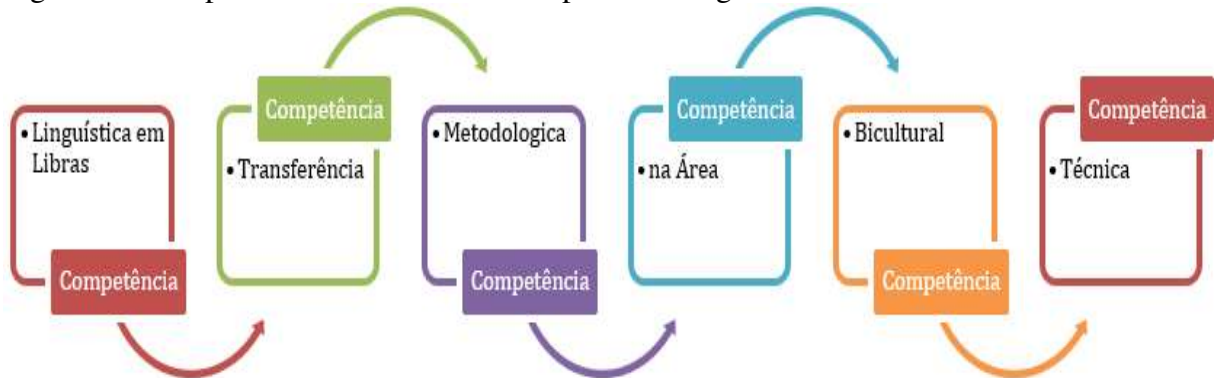 • Linguística em
Libras
Competência
Competência
• Transferência
• Metodologica
Competência
Competência
• na Área
• Bicultural
Competência
Competência
• Técnica